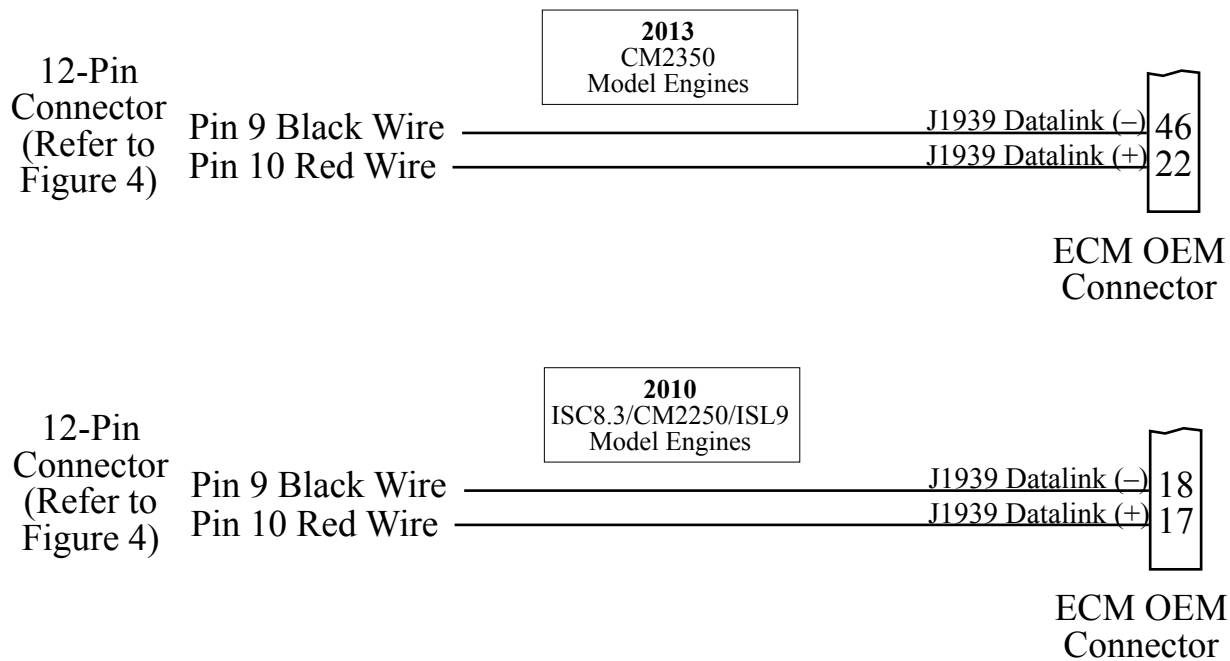 2013
CM2350
Model Engines
12-Pin
Connector
(Refer to
Figure 4)
Pin 9 Black Wire
J1939 Datalink (–)
46
Pin 10 Red Wire
J1939 Datalink (+)
22
ECM OEM
Connector
2010
ISC8.3/CM2250/ISL9
Model Engines
12-Pin
Connector
(Refer to
Figure 4)
Pin 9 Black Wire
J1939 Datalink (–)
18
Pin 10 Red Wire
J1939 Datalink (+)
17
ECM OEM
Connector